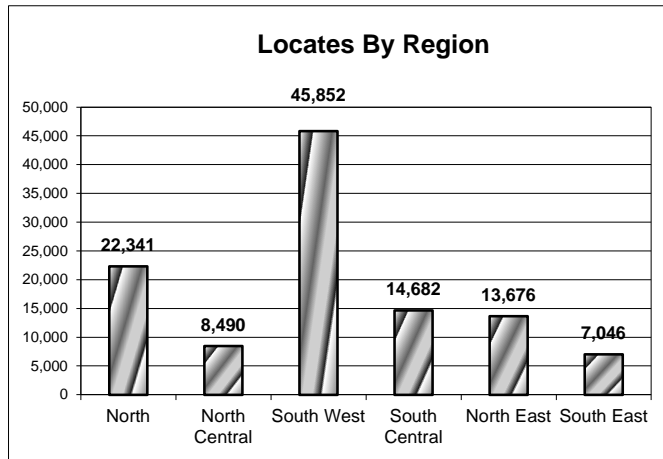 Locates By Region
50,000
45,000
40,000
35,000
30,000
25,000
20,000
15,000
10,000
5,000
0
22,341
8,490
45,852
14,682
13,676
7,046
North
North
Central
South West
South
Central
North East
South East